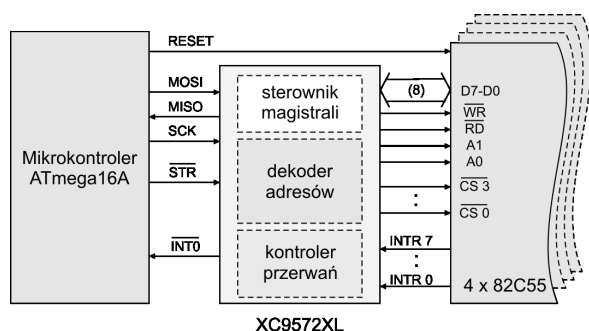 RESET
MOSI
MISO
SCK
STR
INT0
Mikrokontroler
ATmega16A
sterownik
magistrali
dekoder
adresów
kontroler
przerwań
XC9572XL
(8)
D7-D0
WR
RD
A1
A0
CS 3
:
CS 0
INTR 7
:
INTR 0
4 x 82C55